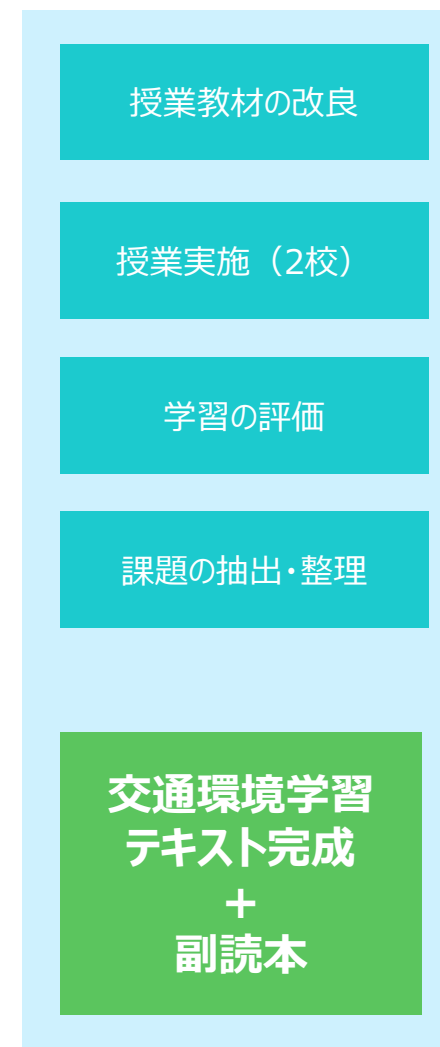 授業教材の改良
授業実施（2校）
学習の評価
課題の抽出･整理
交通環境学習
テキスト完成
+
副読本